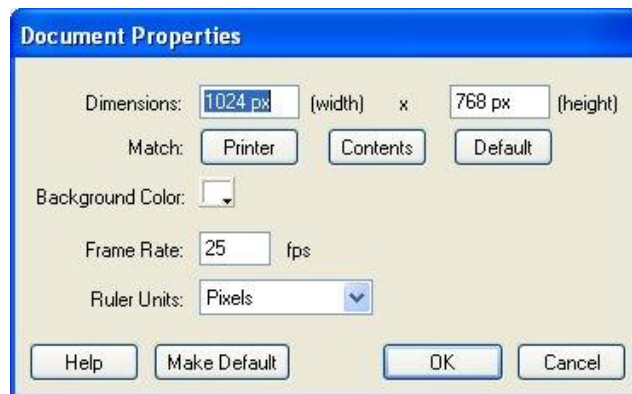 Document Properties
Dimensions: 1024 px (width) x 768 px (height)
Match: Printer Contents Default
Background Color:
Frame Rate: 25 fps
Ruler Units: Pixels
Help Make Default OK Cancel